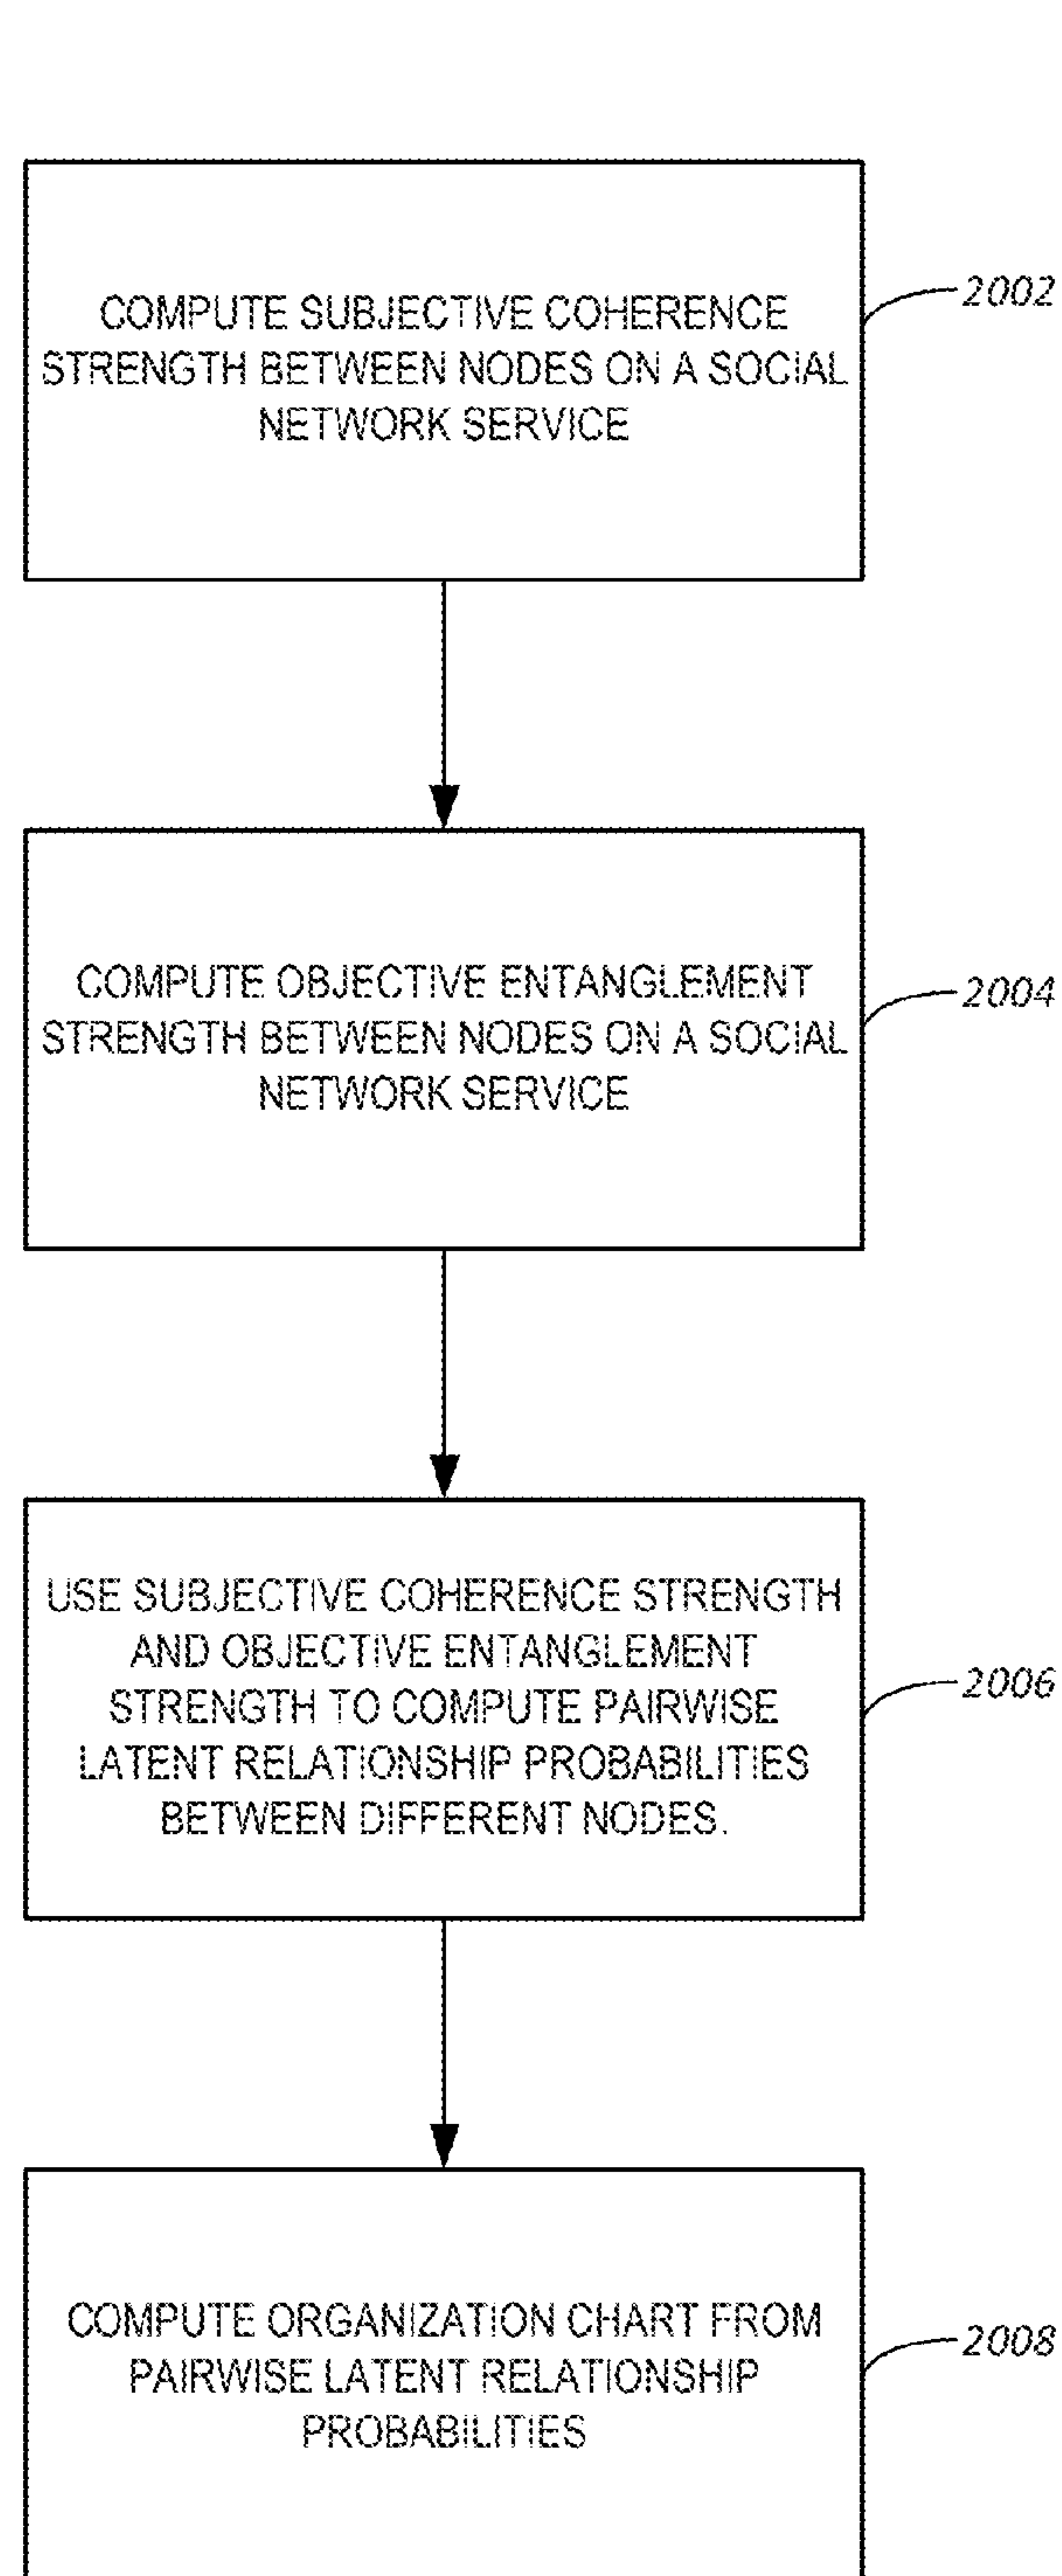 COMPUTE SUBJECTIVE COHERENCE
STRENGTH BETWEEN NODES ON A SOCIAL
NETWORK SERVICE
2002
COMPUTE OBJECTIVE ENTANGLEMENT
STRENGTH BETWEEN NODES ON A SOCIAL
NETWORK SERVICE
2004
USE SUBJECTIVE COHERENCE STRENGTH
AND OBJECTIVE ENTANGLEMENT
STRENGTH TO COMPUTE PAIRWISE
LATENT RELATIONSHIP PROBABILITIES
BETWEEN DIFFERENT NODES.
2006
COMPUTE ORGANIZATION CHART FROM
PAIRWISE LATENT RELATIONSHIP
PROBABILITIES
2008